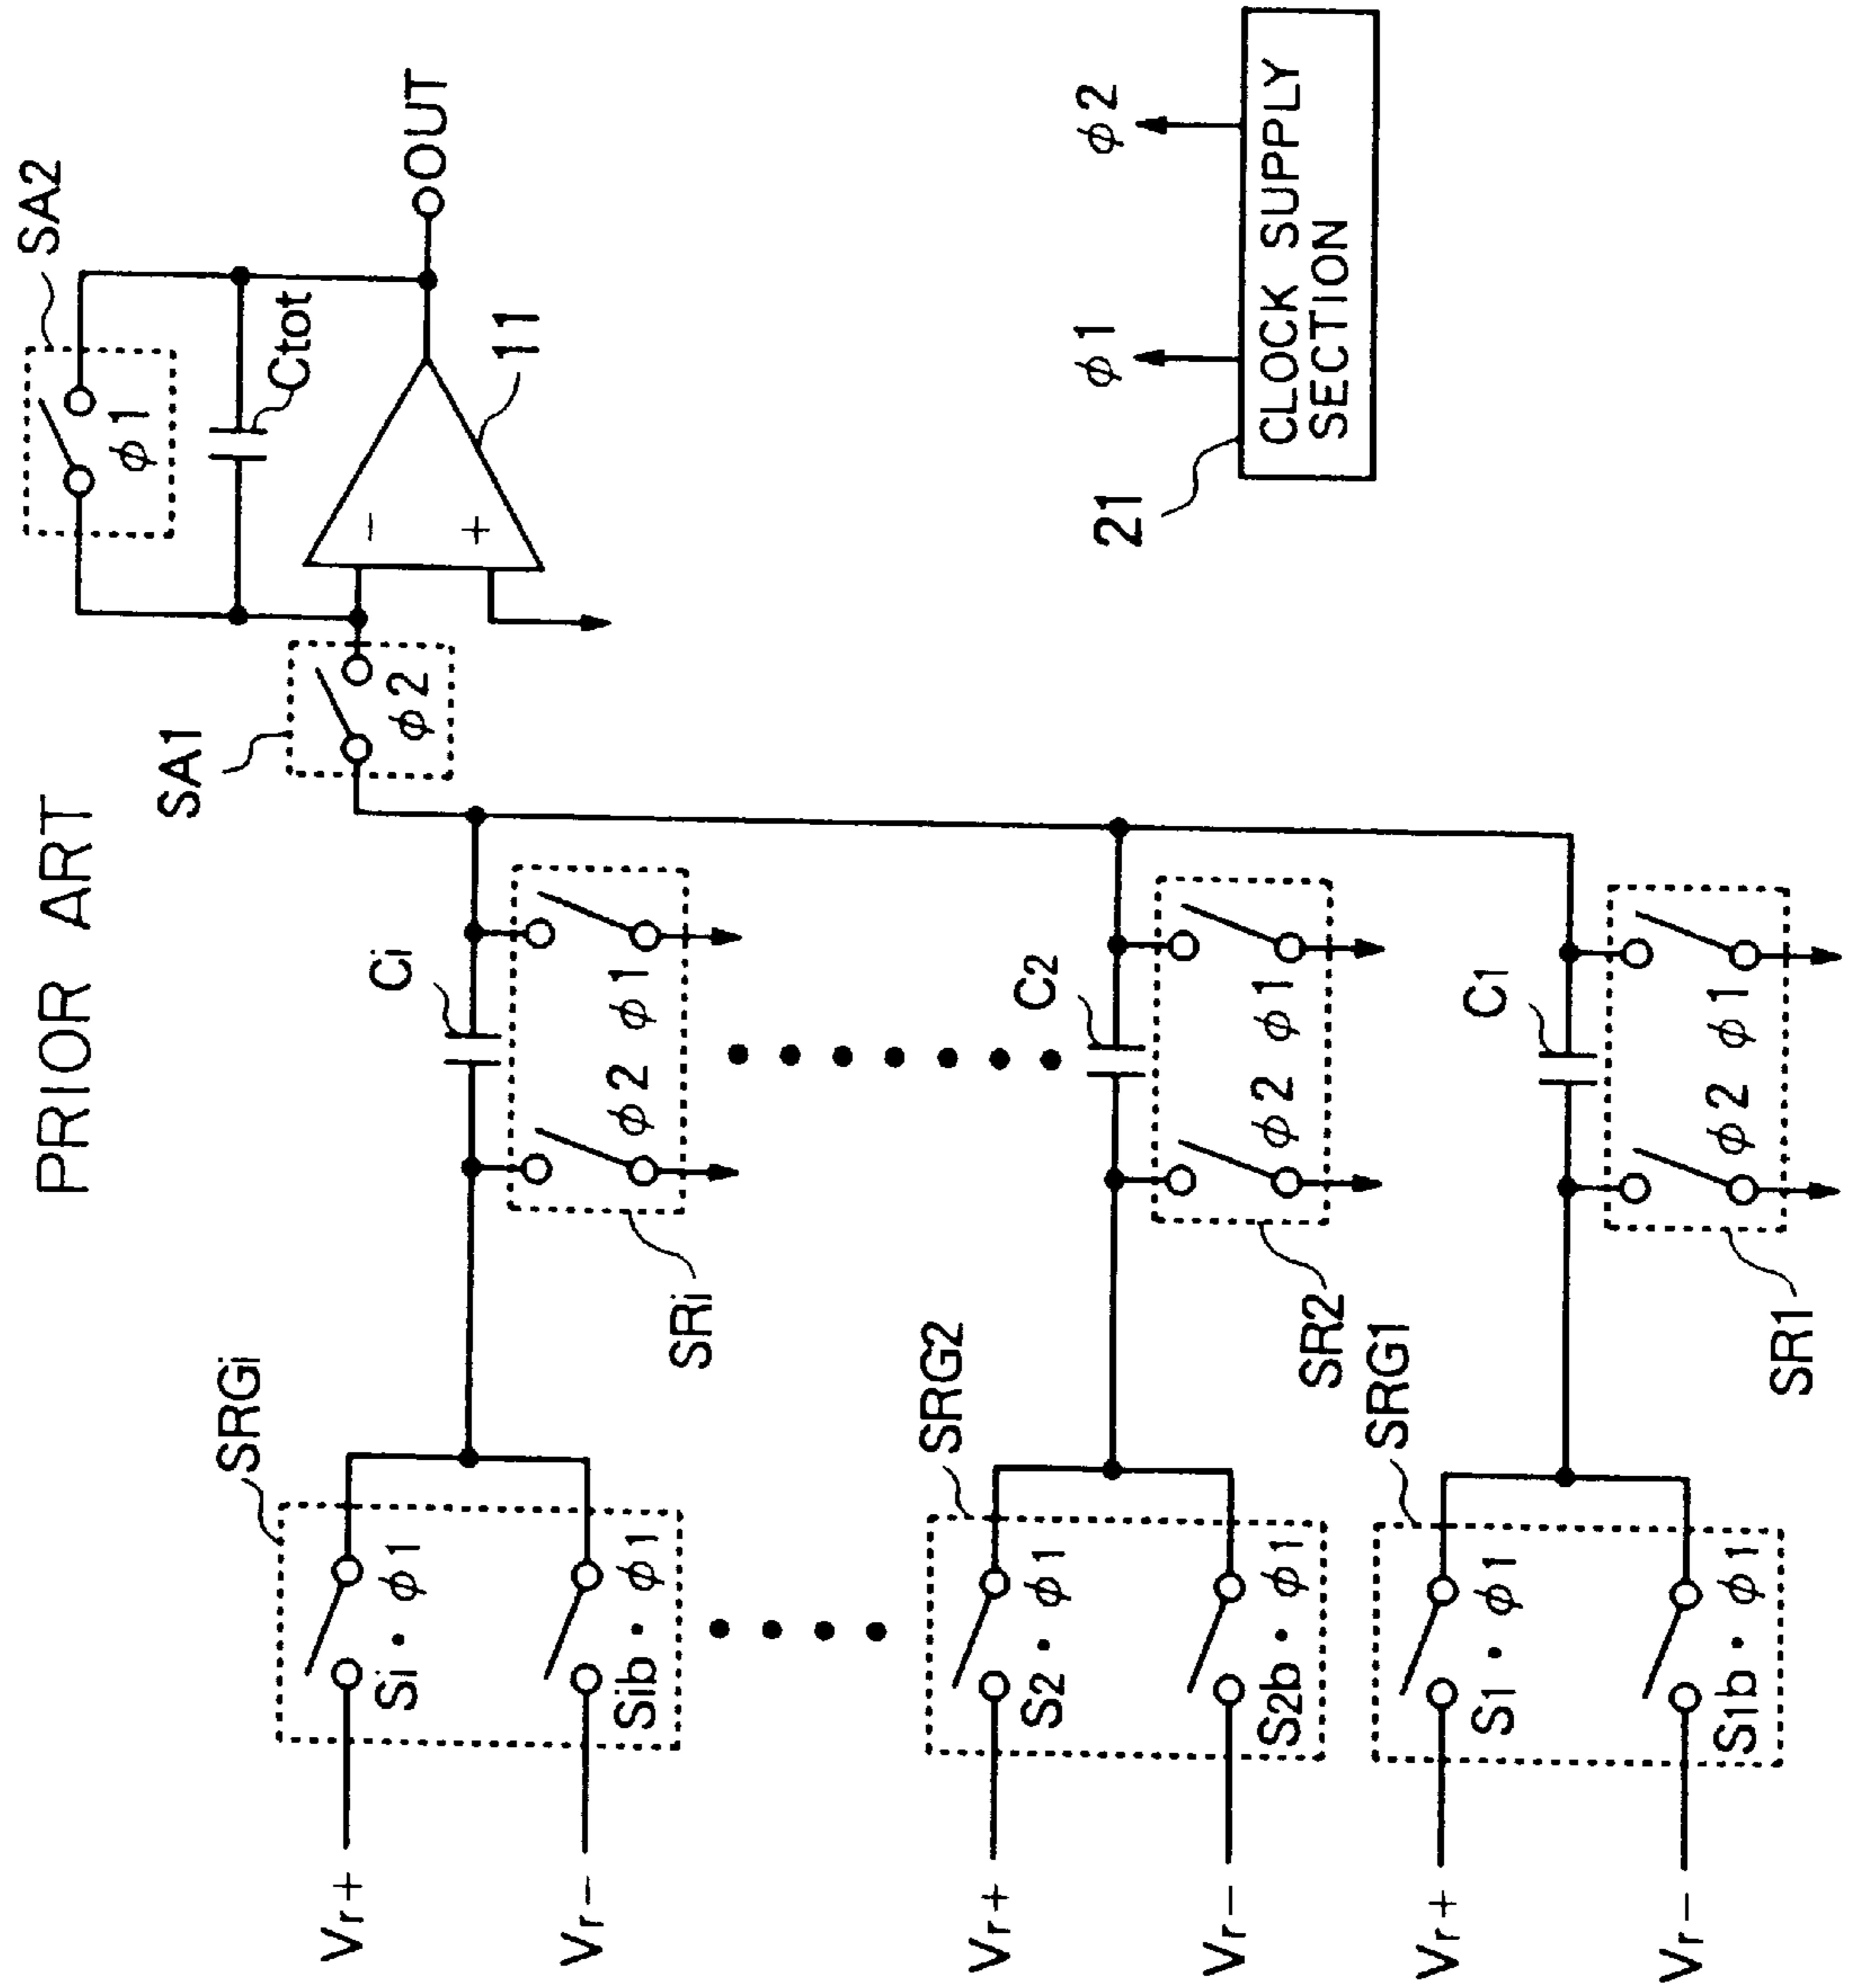 PRIOR ART
SA2
φ1
Ctot
OUT
11
−
+
SA1
φ2
SRGi
Vr+
Si・φ1
Vr−
Sib・φ1
Ci
φ2 φ1
SRi
SRG2
Vr+
S2・φ1
Vr−
S2b・φ1
C2
φ2 φ1
SR2
SRG1
Vr+
S1・φ1
Vr−
S1b・φ1
C1
φ2 φ1
SR1
φ1
φ2
21
CLOCK SUPPLY
SECTION